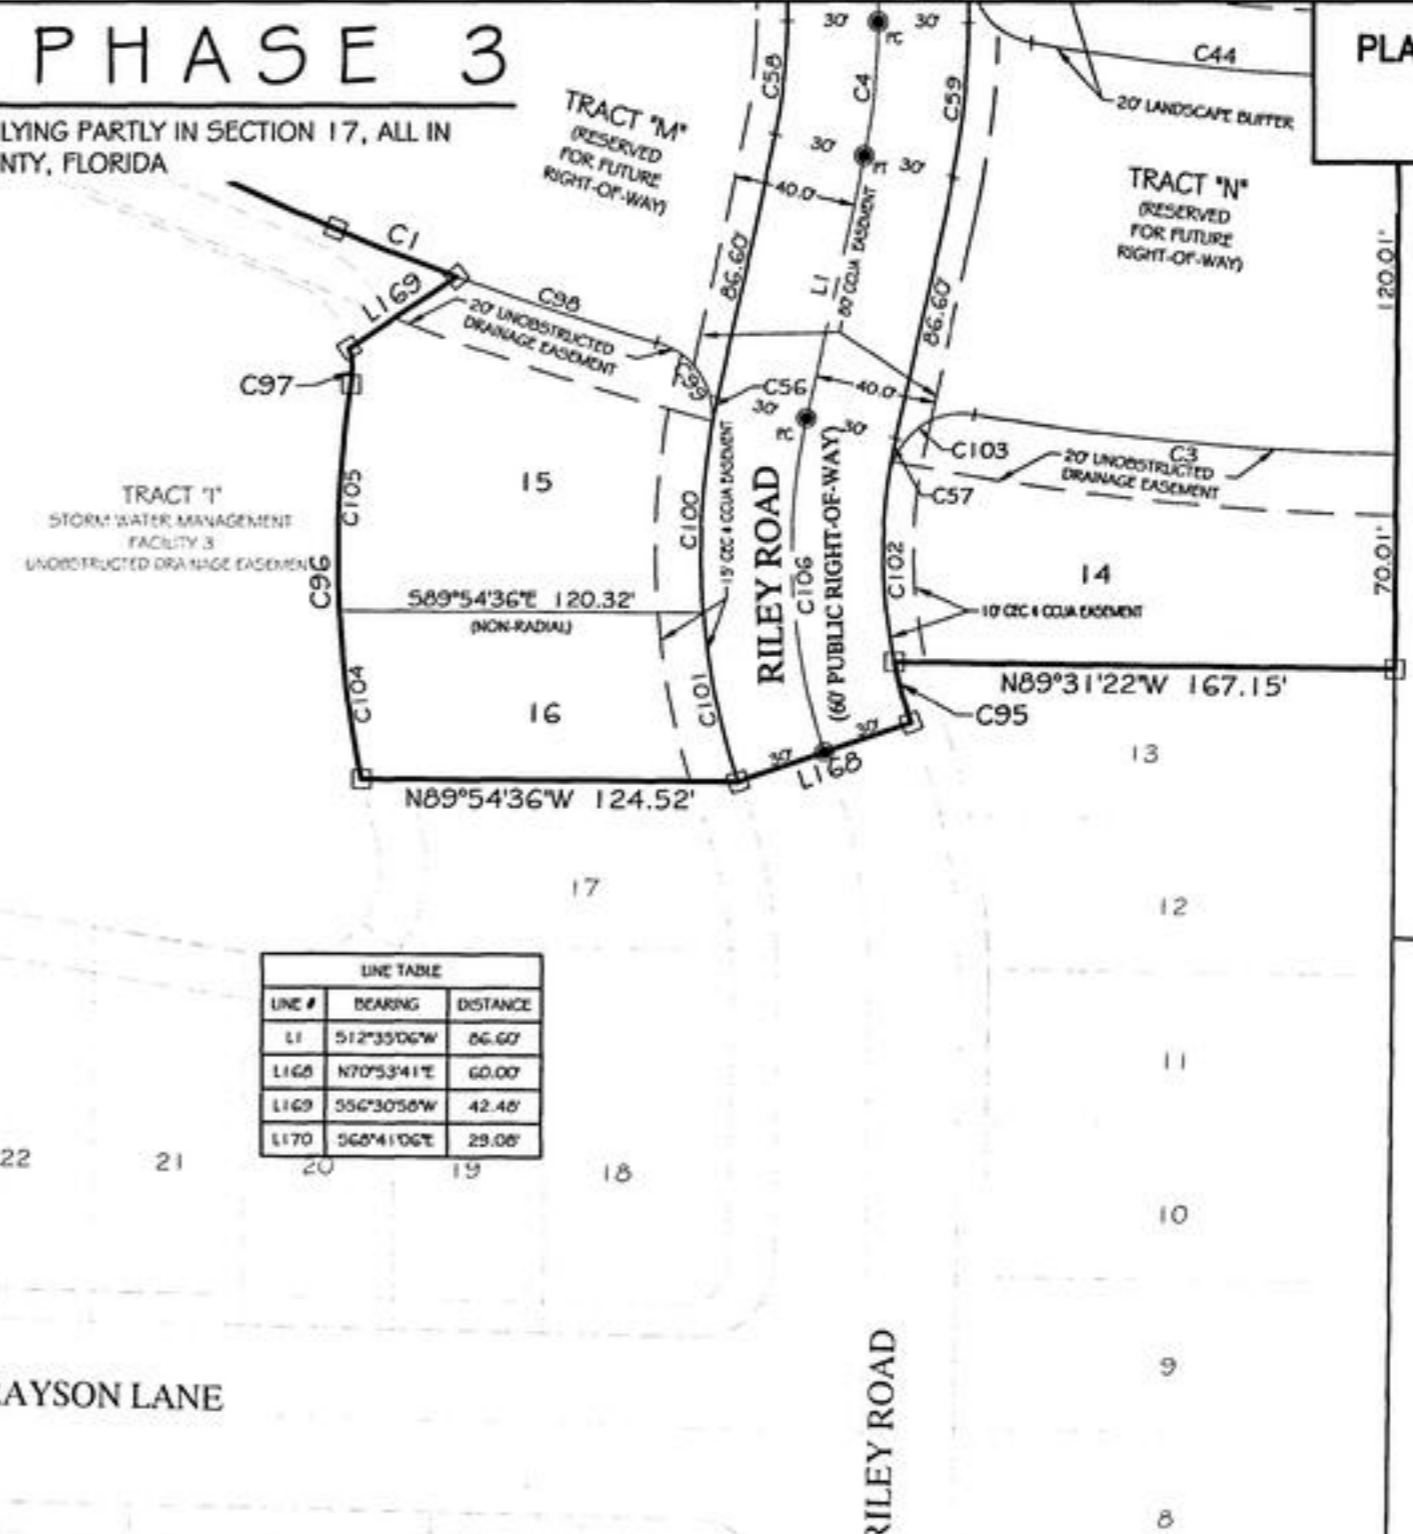 PHASE 3
PLA
LYING PARTLY IN SECTION 17, ALL IN
NTY, FLORIDA
C58
30'
30'
PC
C4
C59
C44
20' LANDSCAPE BUFFER
TRACT "M"
(RESERVED
FOR FUTURE
RIGHT-OF-WAY)
30'
30'
PT
40.0'
TRACT "N"
(RESERVED
FOR FUTURE
RIGHT-OF-WAY)
120.01'
C1
L169
C98
20' UNOBSTRUCTED
DRAINAGE EASEMENT
86.60'
L1
80' CCUA EASEMENT
86.60'
C97
C99
C56
40.0'
30'
30'
PC
C103
C3
20' UNOBSTRUCTED
DRAINAGE EASEMENT
C57
15
C105
C100
15' CEC & CCUA EASEMENT
RILEY ROAD
C106
(60' PUBLIC RIGHT-OF-WAY)
C102
14
70.01'
10' CEC & CCUA EASEMENT
TRACT "I"
STORM WATER MANAGEMENT
FACILITY 3
UNOBSTRUCTED DRAINAGE EASEMEN
C96
S89°54'36"E 120.32'
(NON-RADIAL)
C104
16
C101
N89°31'22"W 167.15'
C95
30'
30'
L168
N89°54'36"W 124.52'
13
17
12
LINE TABLE
LINE # BEARING DISTANCE
L1 S12°35'06"W 86.60'
L168 N70°53'41"E 60.00'
L169 S56°30'58"W 42.48'
L170 S68°41'06"E 29.08'
11
22
21
20
19
18
10
9
AYSON LANE
RILEY ROAD
8